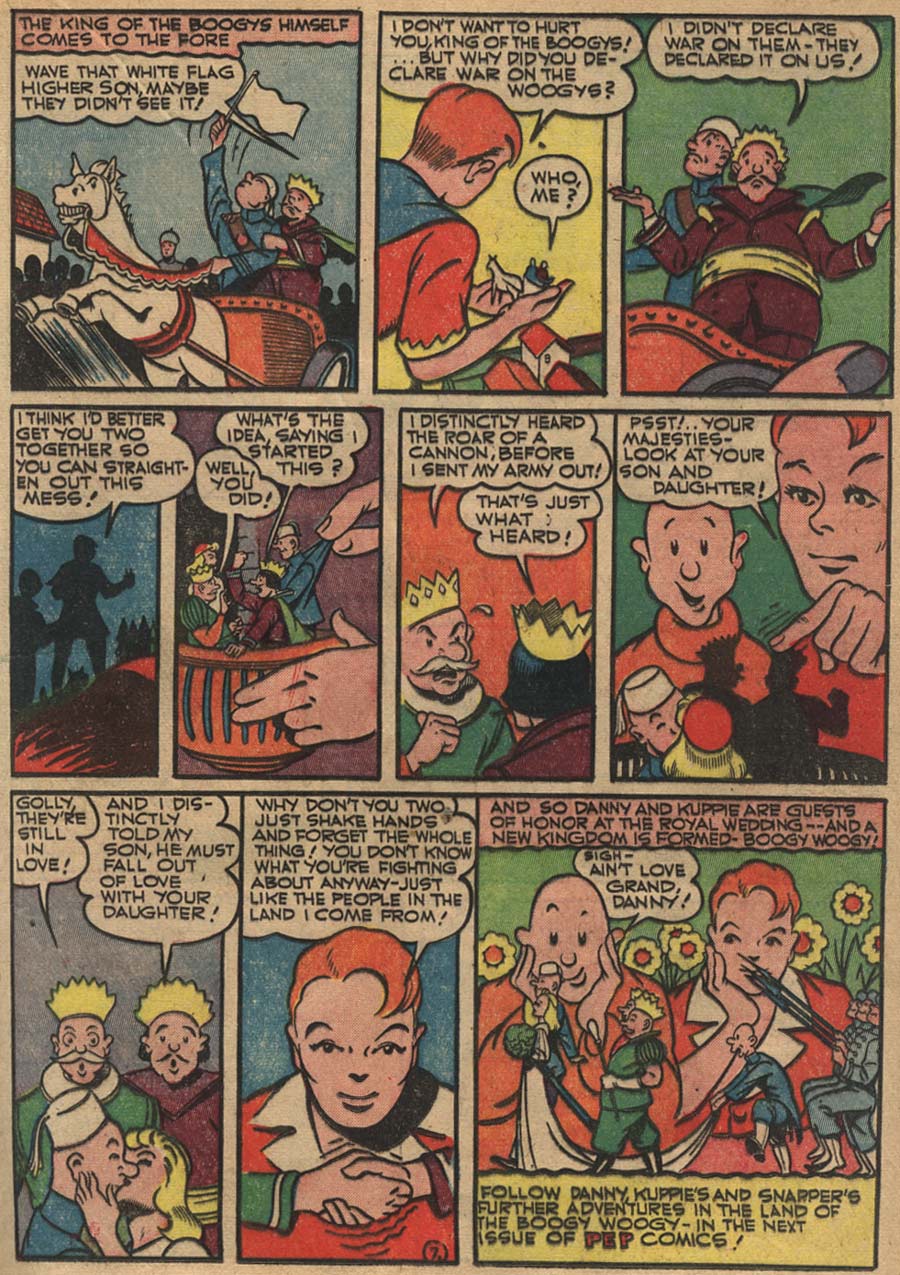 THE KING OF THE BOOGYS HIMSELF
COMES TO THE FORE
WAVE THAT WHITE FLAG
HIGHER SON, MAYBE
THEY DIDN'T SEE IT!
I DON'T WANT TO HURT
YOU, KING OF THE BOOGYS!
...BUT WHY DID YOU DE-
CLARE WAR ON THE
WOOGYS?
WHO,
ME?
I DIDN'T DECLARE
WAR ON THEM - THEY
DECLARED IT ON US!
I THINK I'D BETTER
GET YOU TWO
TOGETHER SO
YOU CAN STRAIGHT-
EN OUT THIS
MESS!
WHAT'S THE
IDEA, SAYING I
STARTED
THIS?
WELL,
YOU
DID!
I DISTINCTLY HEARD
THE ROAR OF A
CANNON, BEFORE
I SENT MY ARMY OUT!
THAT'S JUST
WHAT I
HEARD!
PSST!.. YOUR
MAJESTIES-
LOOK AT YOUR
SON AND
DAUGHTER!
GOLLY,
THEY'RE
STILL
IN
LOVE!
AND I DIS-
TINCTLY
TOLD MY
SON, HE MUST
FALL OUT
OF LOVE
WITH YOUR
DAUGHTER!
WHY DON'T YOU TWO
JUST SHAKE HANDS
AND FORGET THE WHOLE
THING! YOU DON'T KNOW
WHAT YOU'RE FIGHTING
ABOUT ANYWAY-JUST
LIKE THE PEOPLE IN THE
LAND I COME FROM!
7.
AND SO DANNY AND KUPPIE ARE GUESTS
OF HONOR AT THE ROYAL WEDDING -- AND A
NEW KINGDOM IS FORMED- BOOGY WOOGY!
SIGH-
AIN'T LOVE
GRAND,
DANNY!
FOLLOW DANNY, KUPPIE'S AND SNAPPER'S
FURTHER ADVENTURES IN THE LAND OF
THE BOOGY WOOGY - IN THE NEXT
ISSUE OF PEP COMICS!